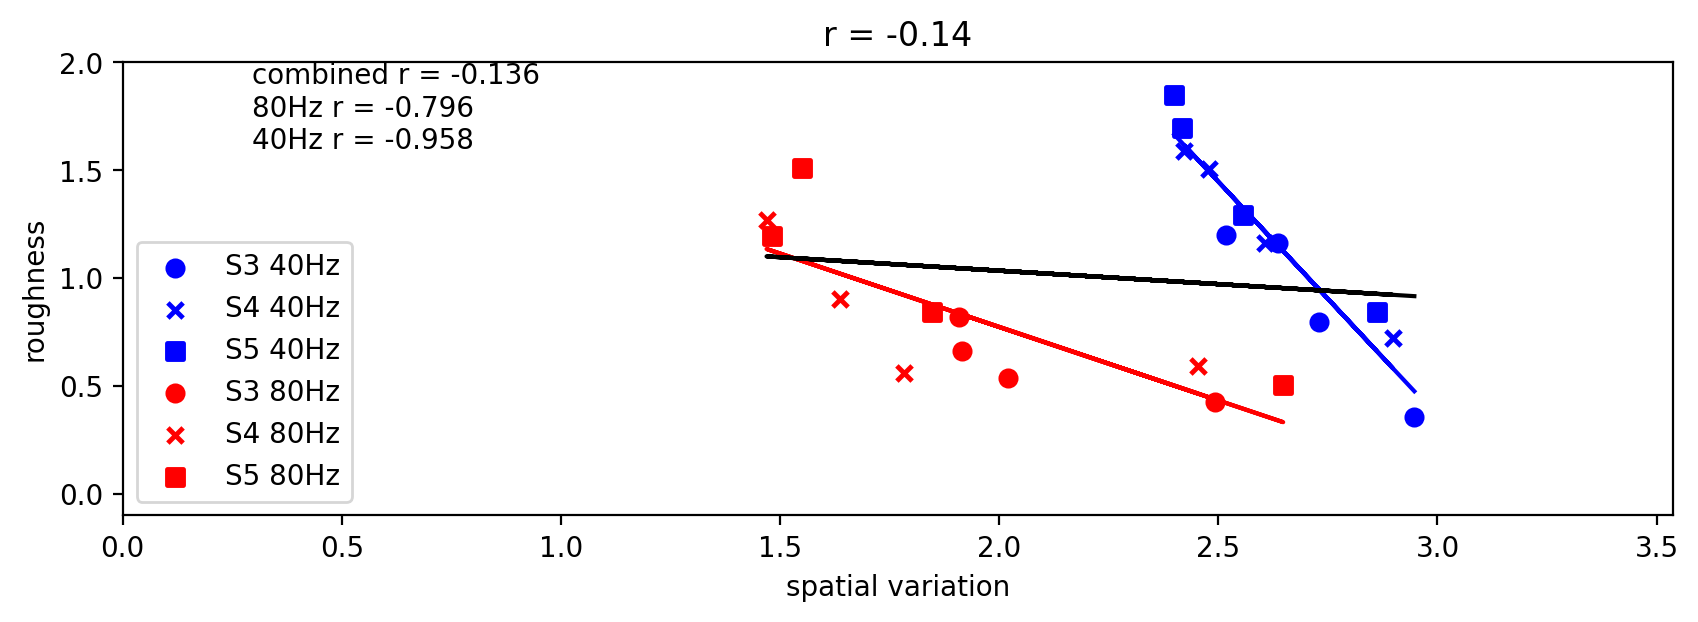 r = -0.14
combined r = -0.136
80Hz r = -0.796
40Hz r = -0.958
2.0
1.5
1.0
0.5
0.0
roughness
S3 40Hz
S4 40Hz
S5 40Hz
S3 80Hz
S4 80Hz
S5 80Hz
0.0 0.5 1.0 1.5 2.0 2.5 3.0 3.5
spatial variation